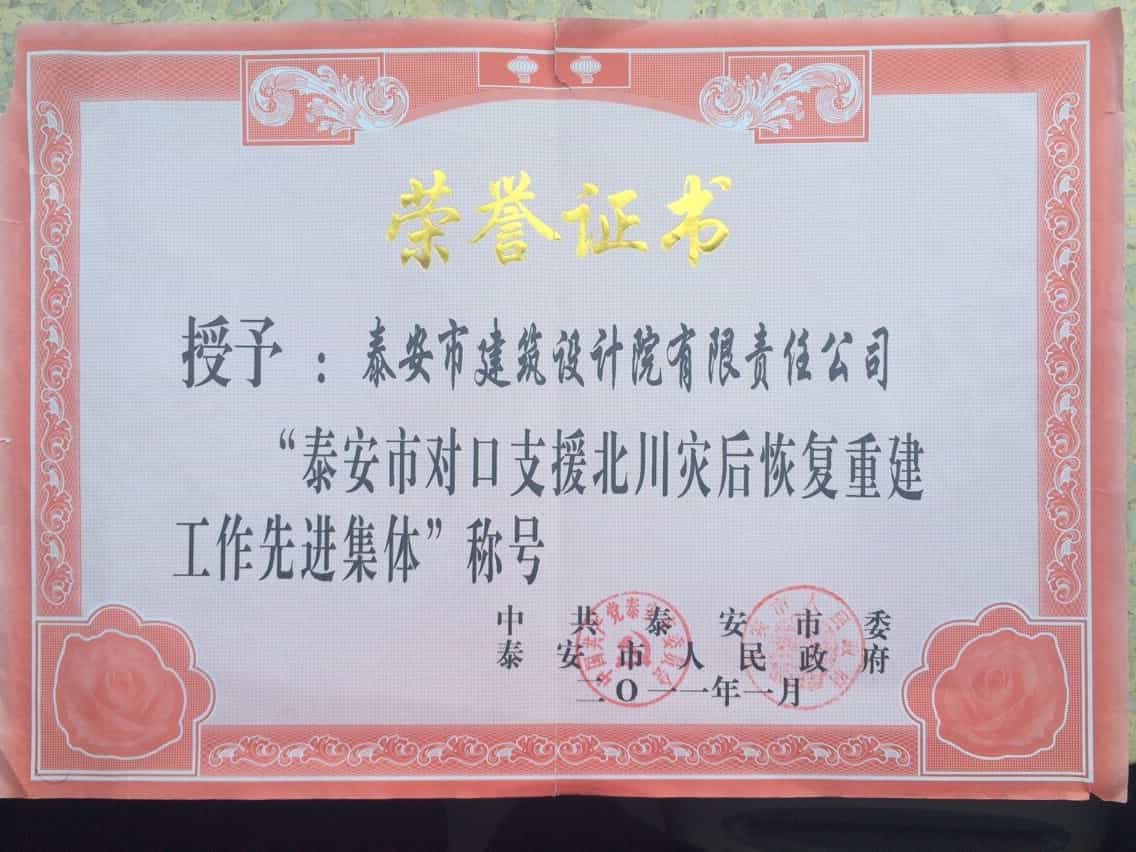 荣誉证书
授予：泰安市建筑设计院有限责任公司
“泰安市对口支援北川灾后恢复重建
工作先进集体”称号
中共泰安市委
泰安市人民政府
二〇一一年一月